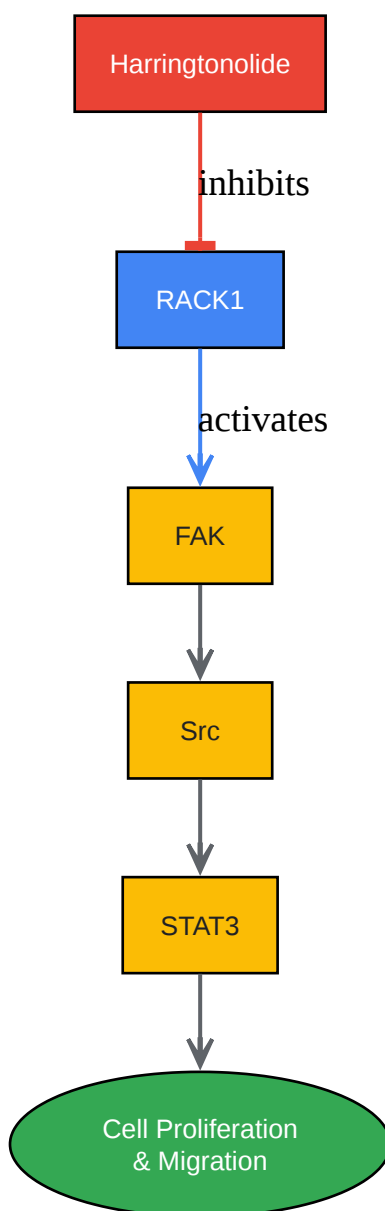 Harringtonolide
inhibits
RACK1
activates
FAK
Src
STAT3
Cell Proliferation
& Migration